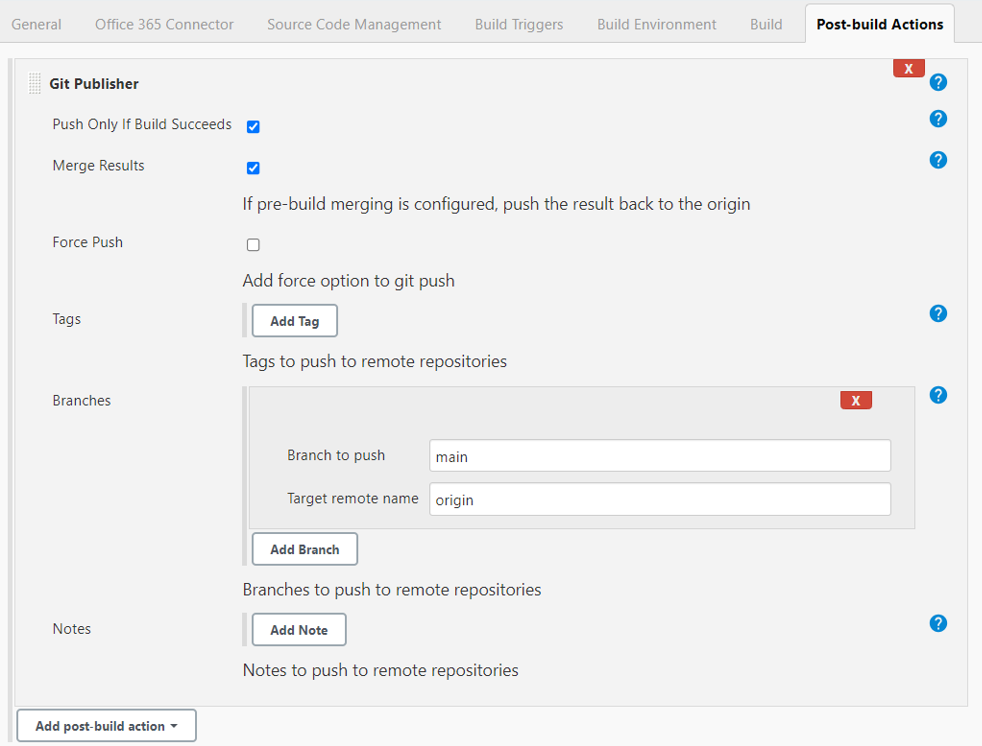 General Office 365 Connector Source Code Management Build Triggers Build Environment Build Post-build Actions
X
Git Publisher ?
Push Only If Build Succeeds ?
Merge Results ?
If pre-build merging is configured, push the result back to the origin
Force Push
Add force option to git push
Tags Add Tag ?
Tags to push to remote repositories
Branches X ?
Branch to push main
Target remote name origin
Add Branch
Branches to push to remote repositories
Notes Add Note ?
Notes to push to remote repositories
Add post-build action